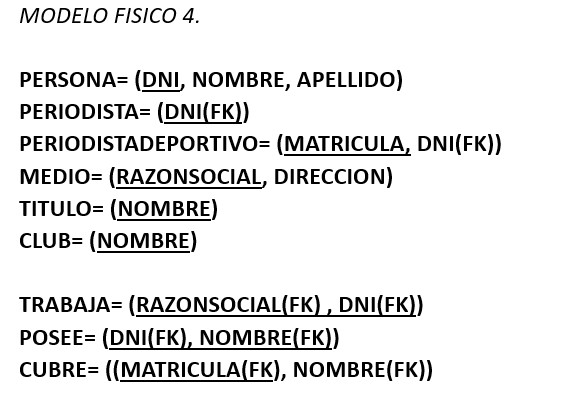 MODELO FISICO 4.
PERSONA= (DNI, NOMBRE, APELLIDO)
PERIODISTA= (DNI(FK))
PERIODISTADEPORTIVO= (MATRICULA, DNI(FK))
MEDIO= (RAZONSOCIAL, DIRECCION)
TITULO= (NOMBRE)
CLUB= (NOMBRE)
TRABAJA= (RAZONSOCIAL(FK) , DNI(FK))
POSEE= (DNI(FK), NOMBRE(FK))
CUBRE= ((MATRICULA(FK), NOMBRE(FK))